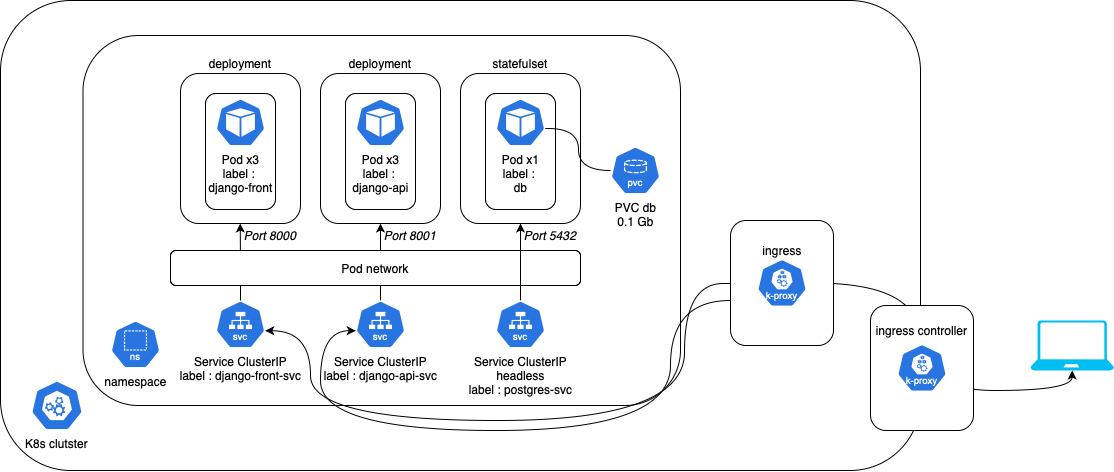 deployment
deployment
statefulset
Pod x3
label :
django-front
Pod x3
label :
django-api
Pod x1
label :
db
pvc
PVC db
0.1 Gb
Port 8000
Port 8001
Port 5432
Pod network
ingress
k-proxy
svc
svc
svc
ns
namespace
Service ClusterIP
label : django-front-svc
Service ClusterIP
label : django-api-svc
Service ClusterIP
headless
label : postgres-svc
ingress controller
k-proxy
K8s clutster